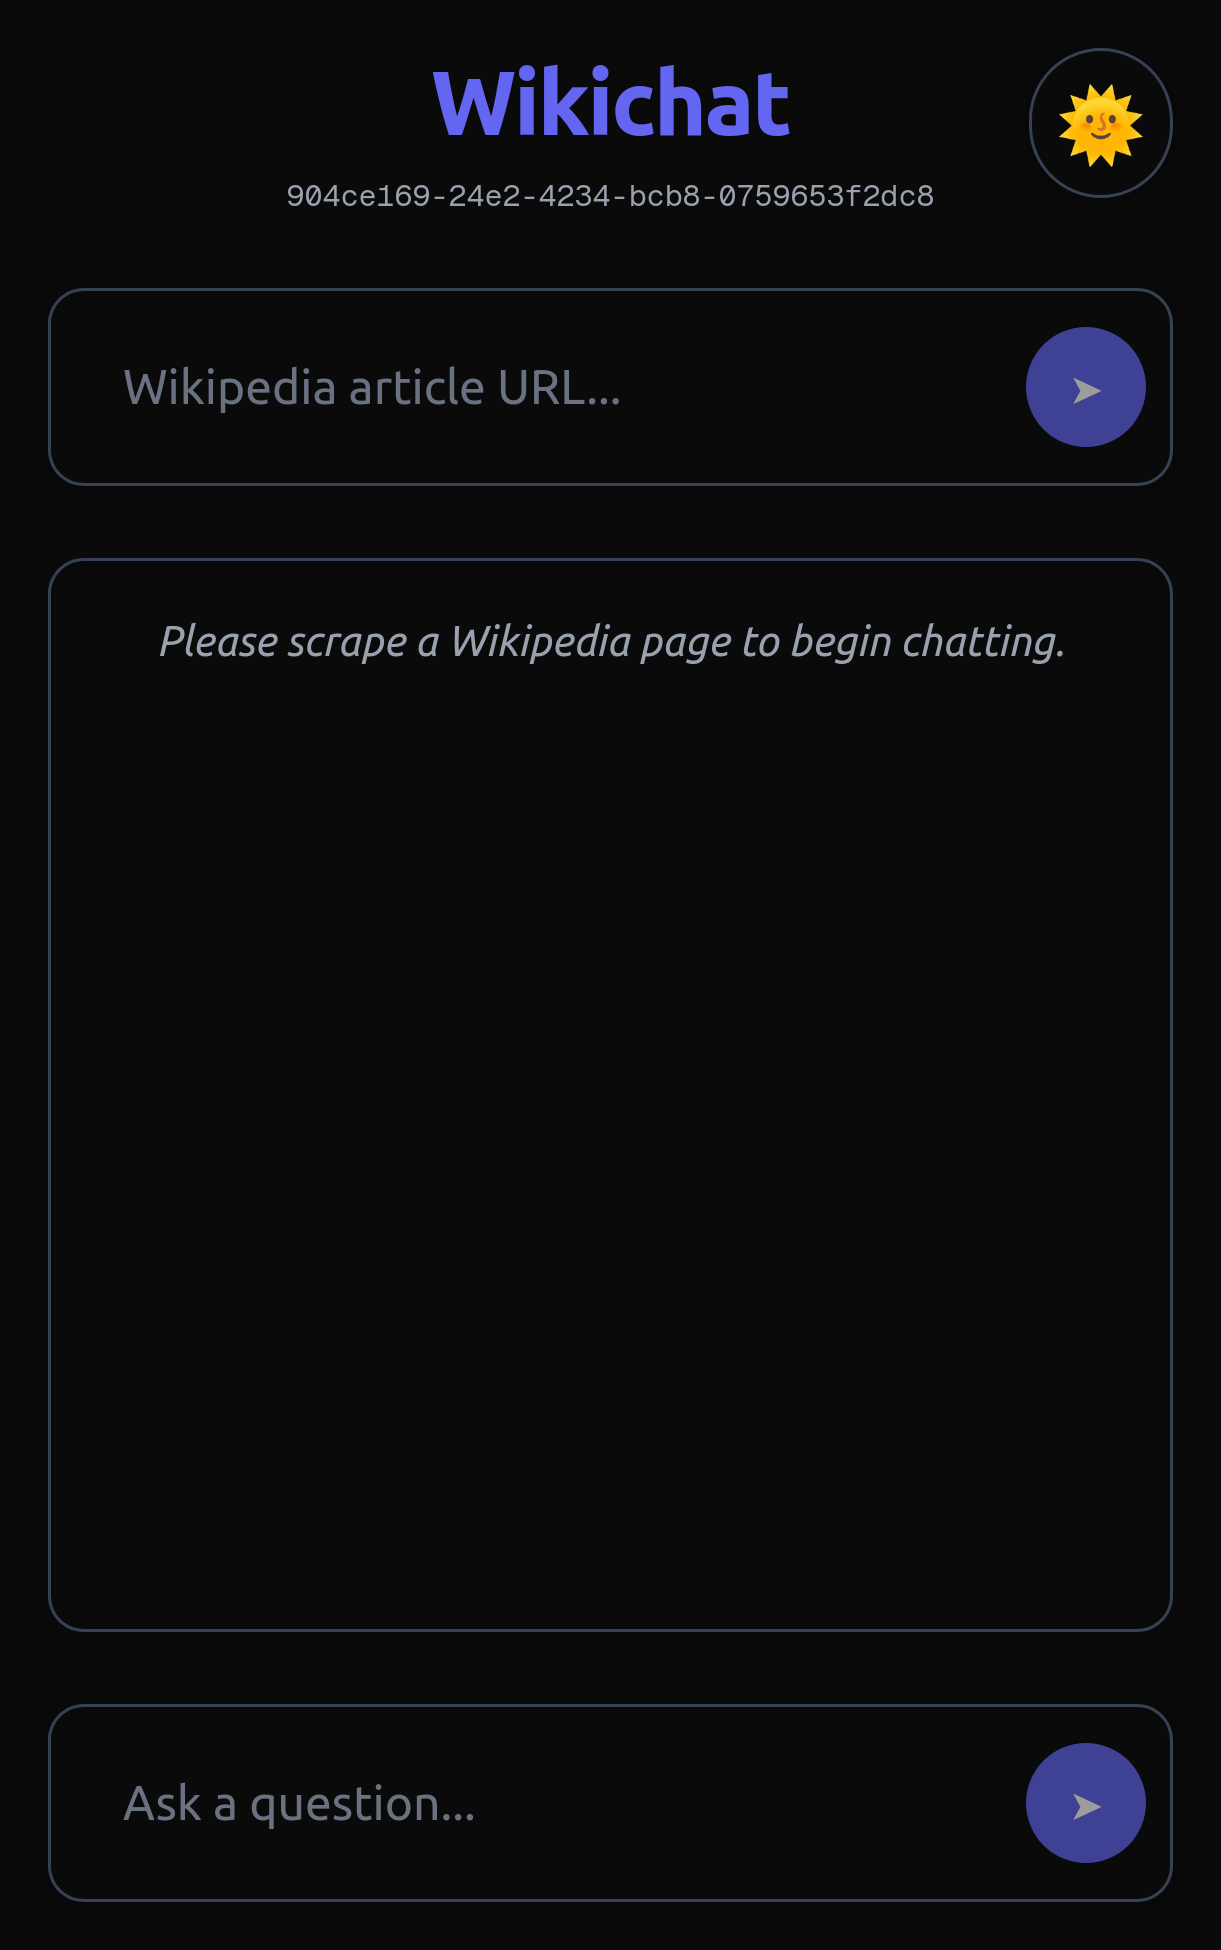 Wikichat
904ce169-24e2-4234-bcb8-0759653f2dc8
Wikipedia article URL...
Please scrape a Wikipedia page to begin chatting.
Ask a question...